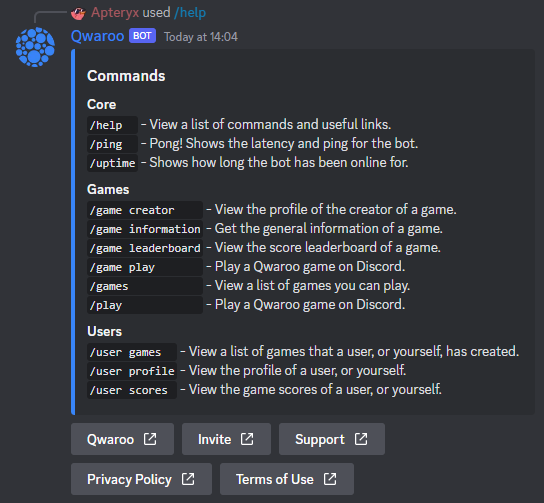 Apteryx used /help
Qwaroo BOT Today at 14:04
Commands
Core
/help - View a list of commands and useful links.
/ping - Pong! Shows the latency and ping for the bot.
/uptime - Shows how long the bot has been online for.
Games
/game creator - View the profile of the creator of a game.
/game information - Get the general information of a game.
/game leaderboard - View the score leaderboard of a game.
/game play - Play a Qwaroo game on Discord.
/games - View a list of games you can play.
/play - Play a Qwaroo game on Discord.
Users
/user games - View a list of games that a user, or yourself, has created.
/user profile - View the profile of a user, or yourself.
/user scores - View the game scores of a user, or yourself.
Qwaroo Invite Support
Privacy Policy Terms of Use